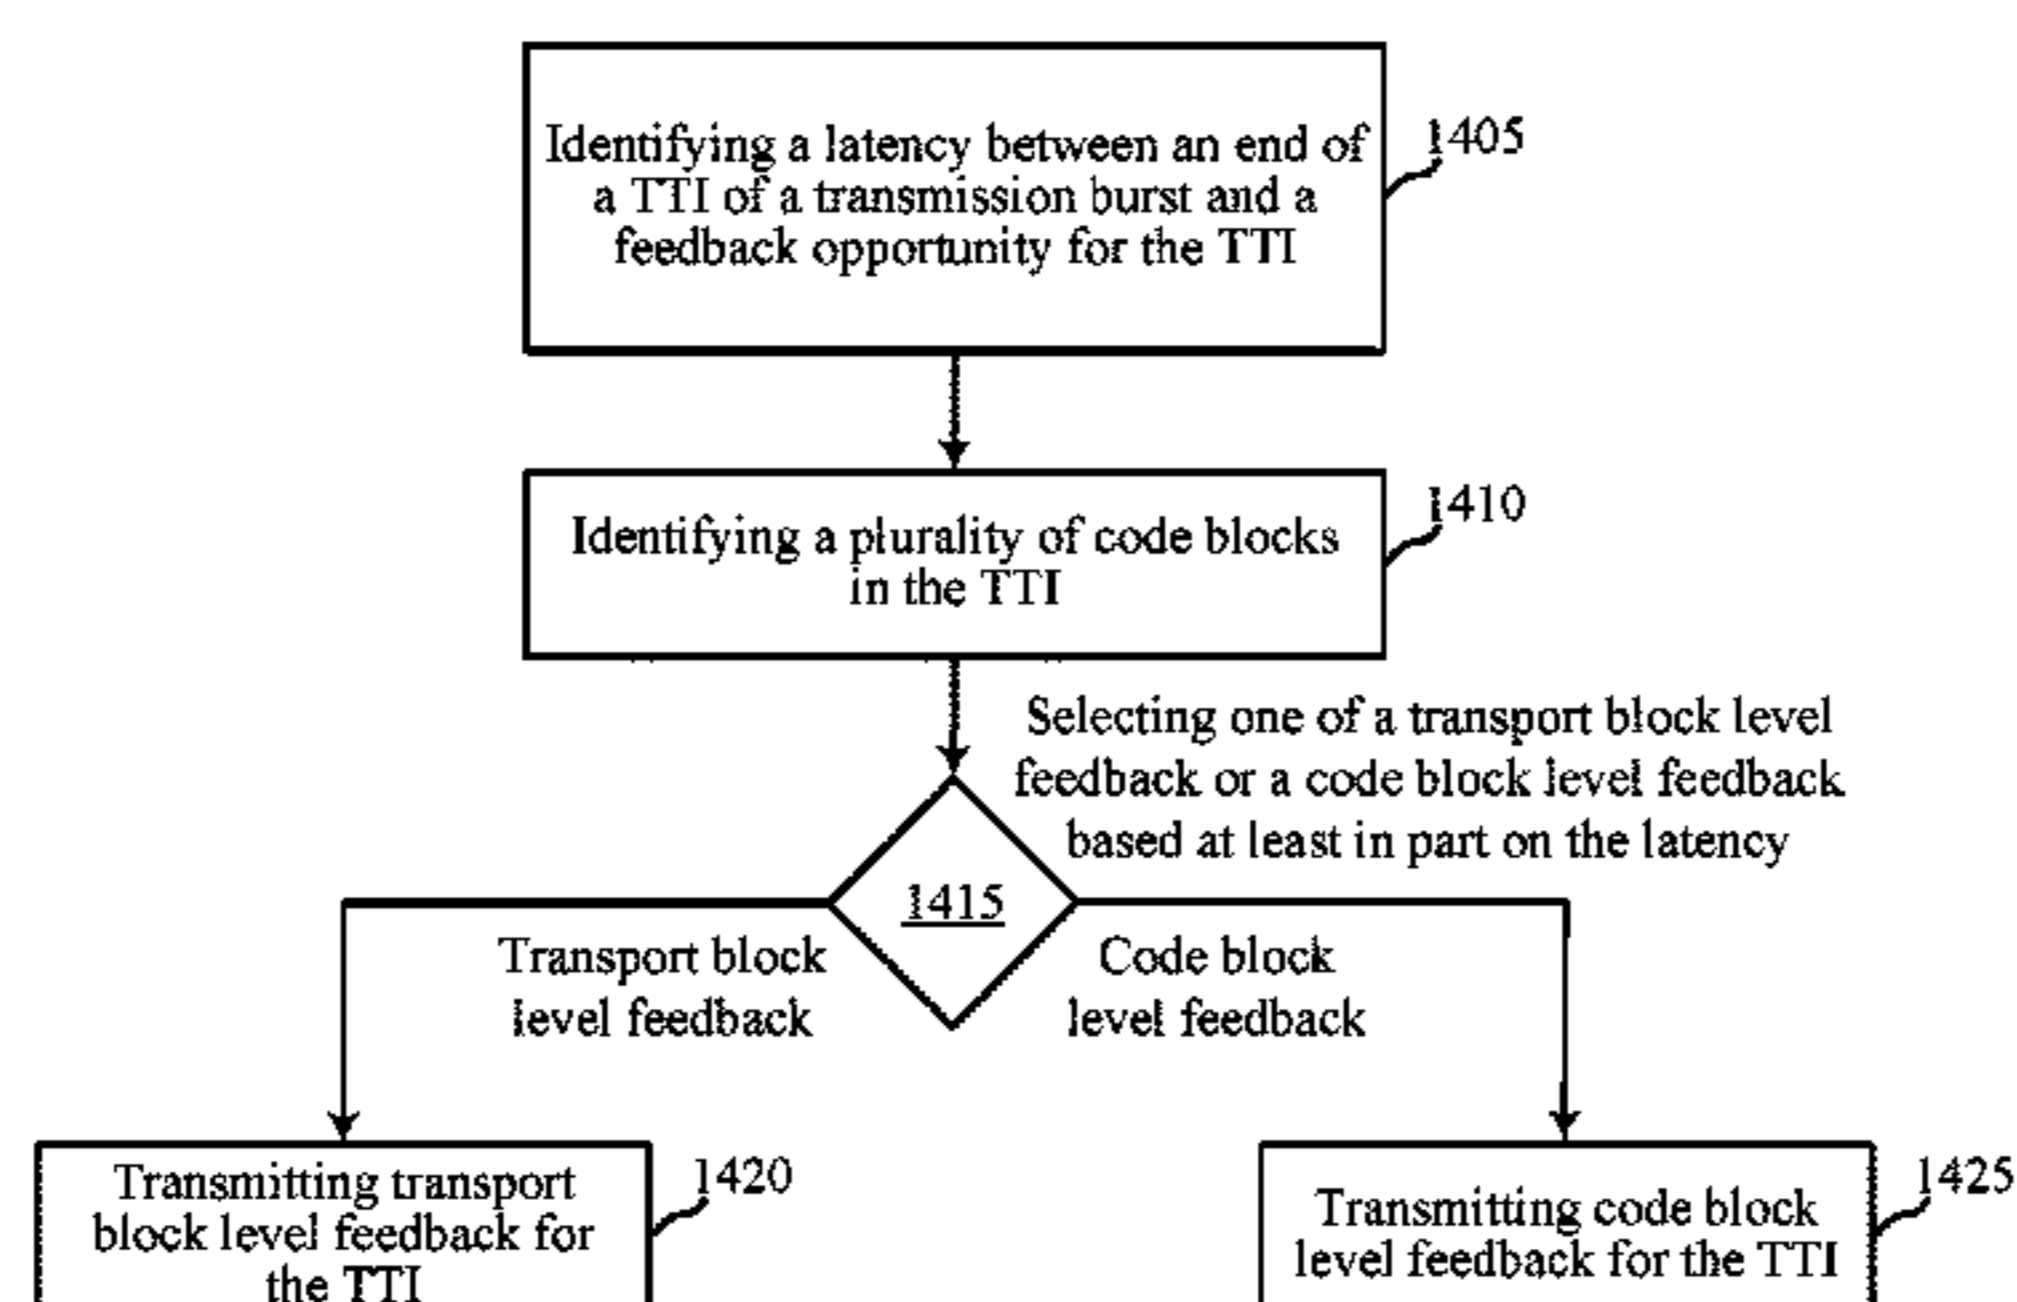 Identifying a latency between an end of
a TTI of a transmission burst and a
feedback opportunity for the TTI
1405
Identifying a plurality of code blocks
in the TTI
1410
Selecting one of a transport block level
feedback or a code block level feedback
based at least in part on the latency
1415
Transport block
level feedback
Code block
level feedback
Transmitting transport
block level feedback for
the TTI
1420
Transmitting code block
level feedback for the TTI
1425